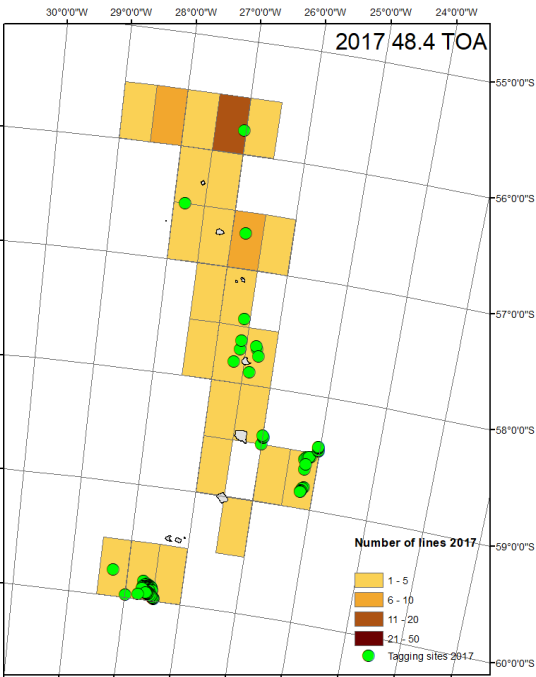 30°0'0"W 29°0'0"W 28°0'0"W 27°0'0"W 26°0'0"W 25°0'0"W 24°0'0"W
2017 48.4 TOA
55°0'0"S
56°0'0"S
57°0'0"S
58°0'0"S
59°0'0"S
Number of lines 2017
1 - 5
6 - 10
11 - 20
21 - 50
Tagging sites 2017
60°0'0"S